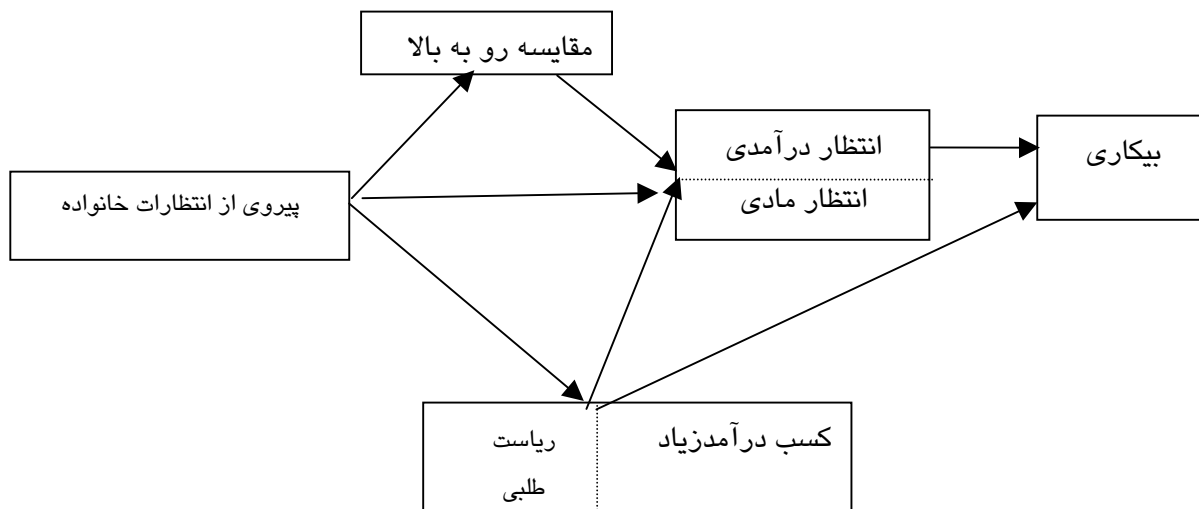 مقایسه رو به بالا
انتظار درآمدی
انتظار مادی
بیکاری
پیروی از انتظارات خانواده
کسب درآمدزیاد
ریاست
طلبی